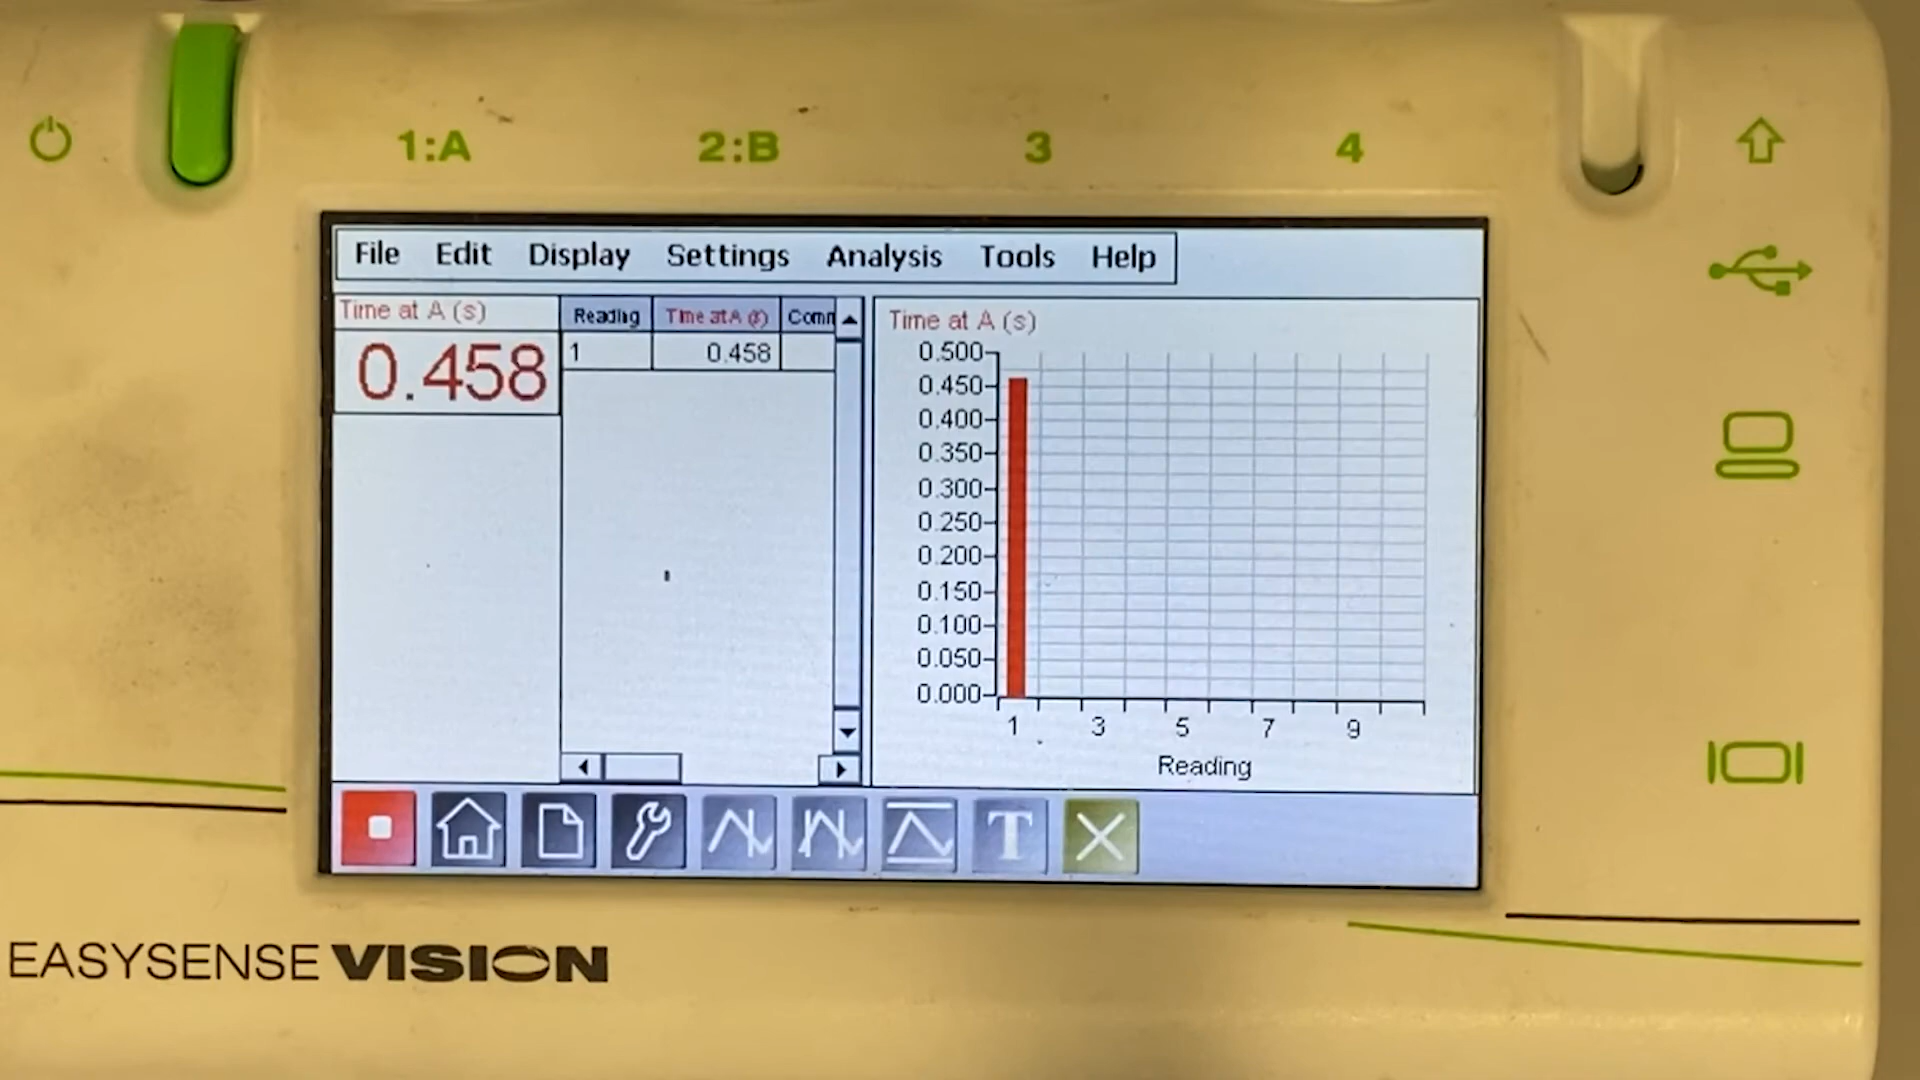 1:A 2:B 3 4
File Edit Display Settings Analysis Tools Help
Time at A (s)
0.458
Reading Time at A (s) Comm
1 0.458
Time at A (s)
0.500
0.450
0.400
0.350
0.300
0.250
0.200
0.150
0.100
0.050
0.000
1 3 5 7 9
Reading
T
EASYSENSE VISION